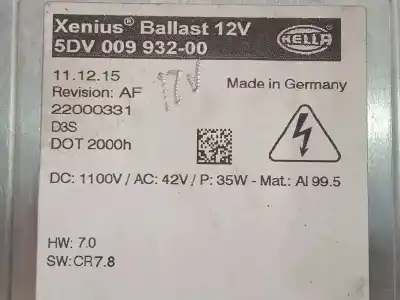 Xenius® Ballast 12V
5DV 009 932-00
HELLA
11.12.15
Made in Germany
Revision: AF
22000331
D3S
DOT 2000h
DC: 1100V / AC: 42V / P: 35W - Mat.: Al 99.5
HW: 7.0
SW: CR7.8